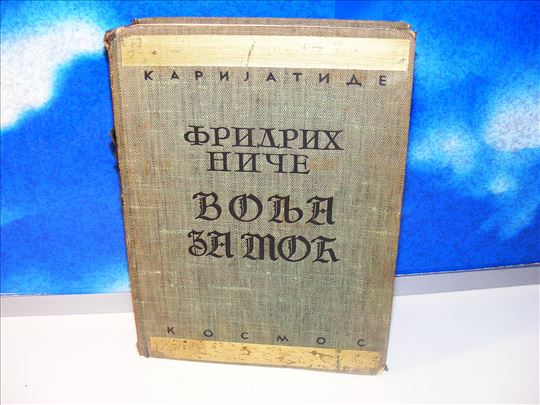 КАРИЈАТИДЕ
ФРИДРИХ
НИЧЕ
ВОЉА
ЗА МОЋ
КОСМОС